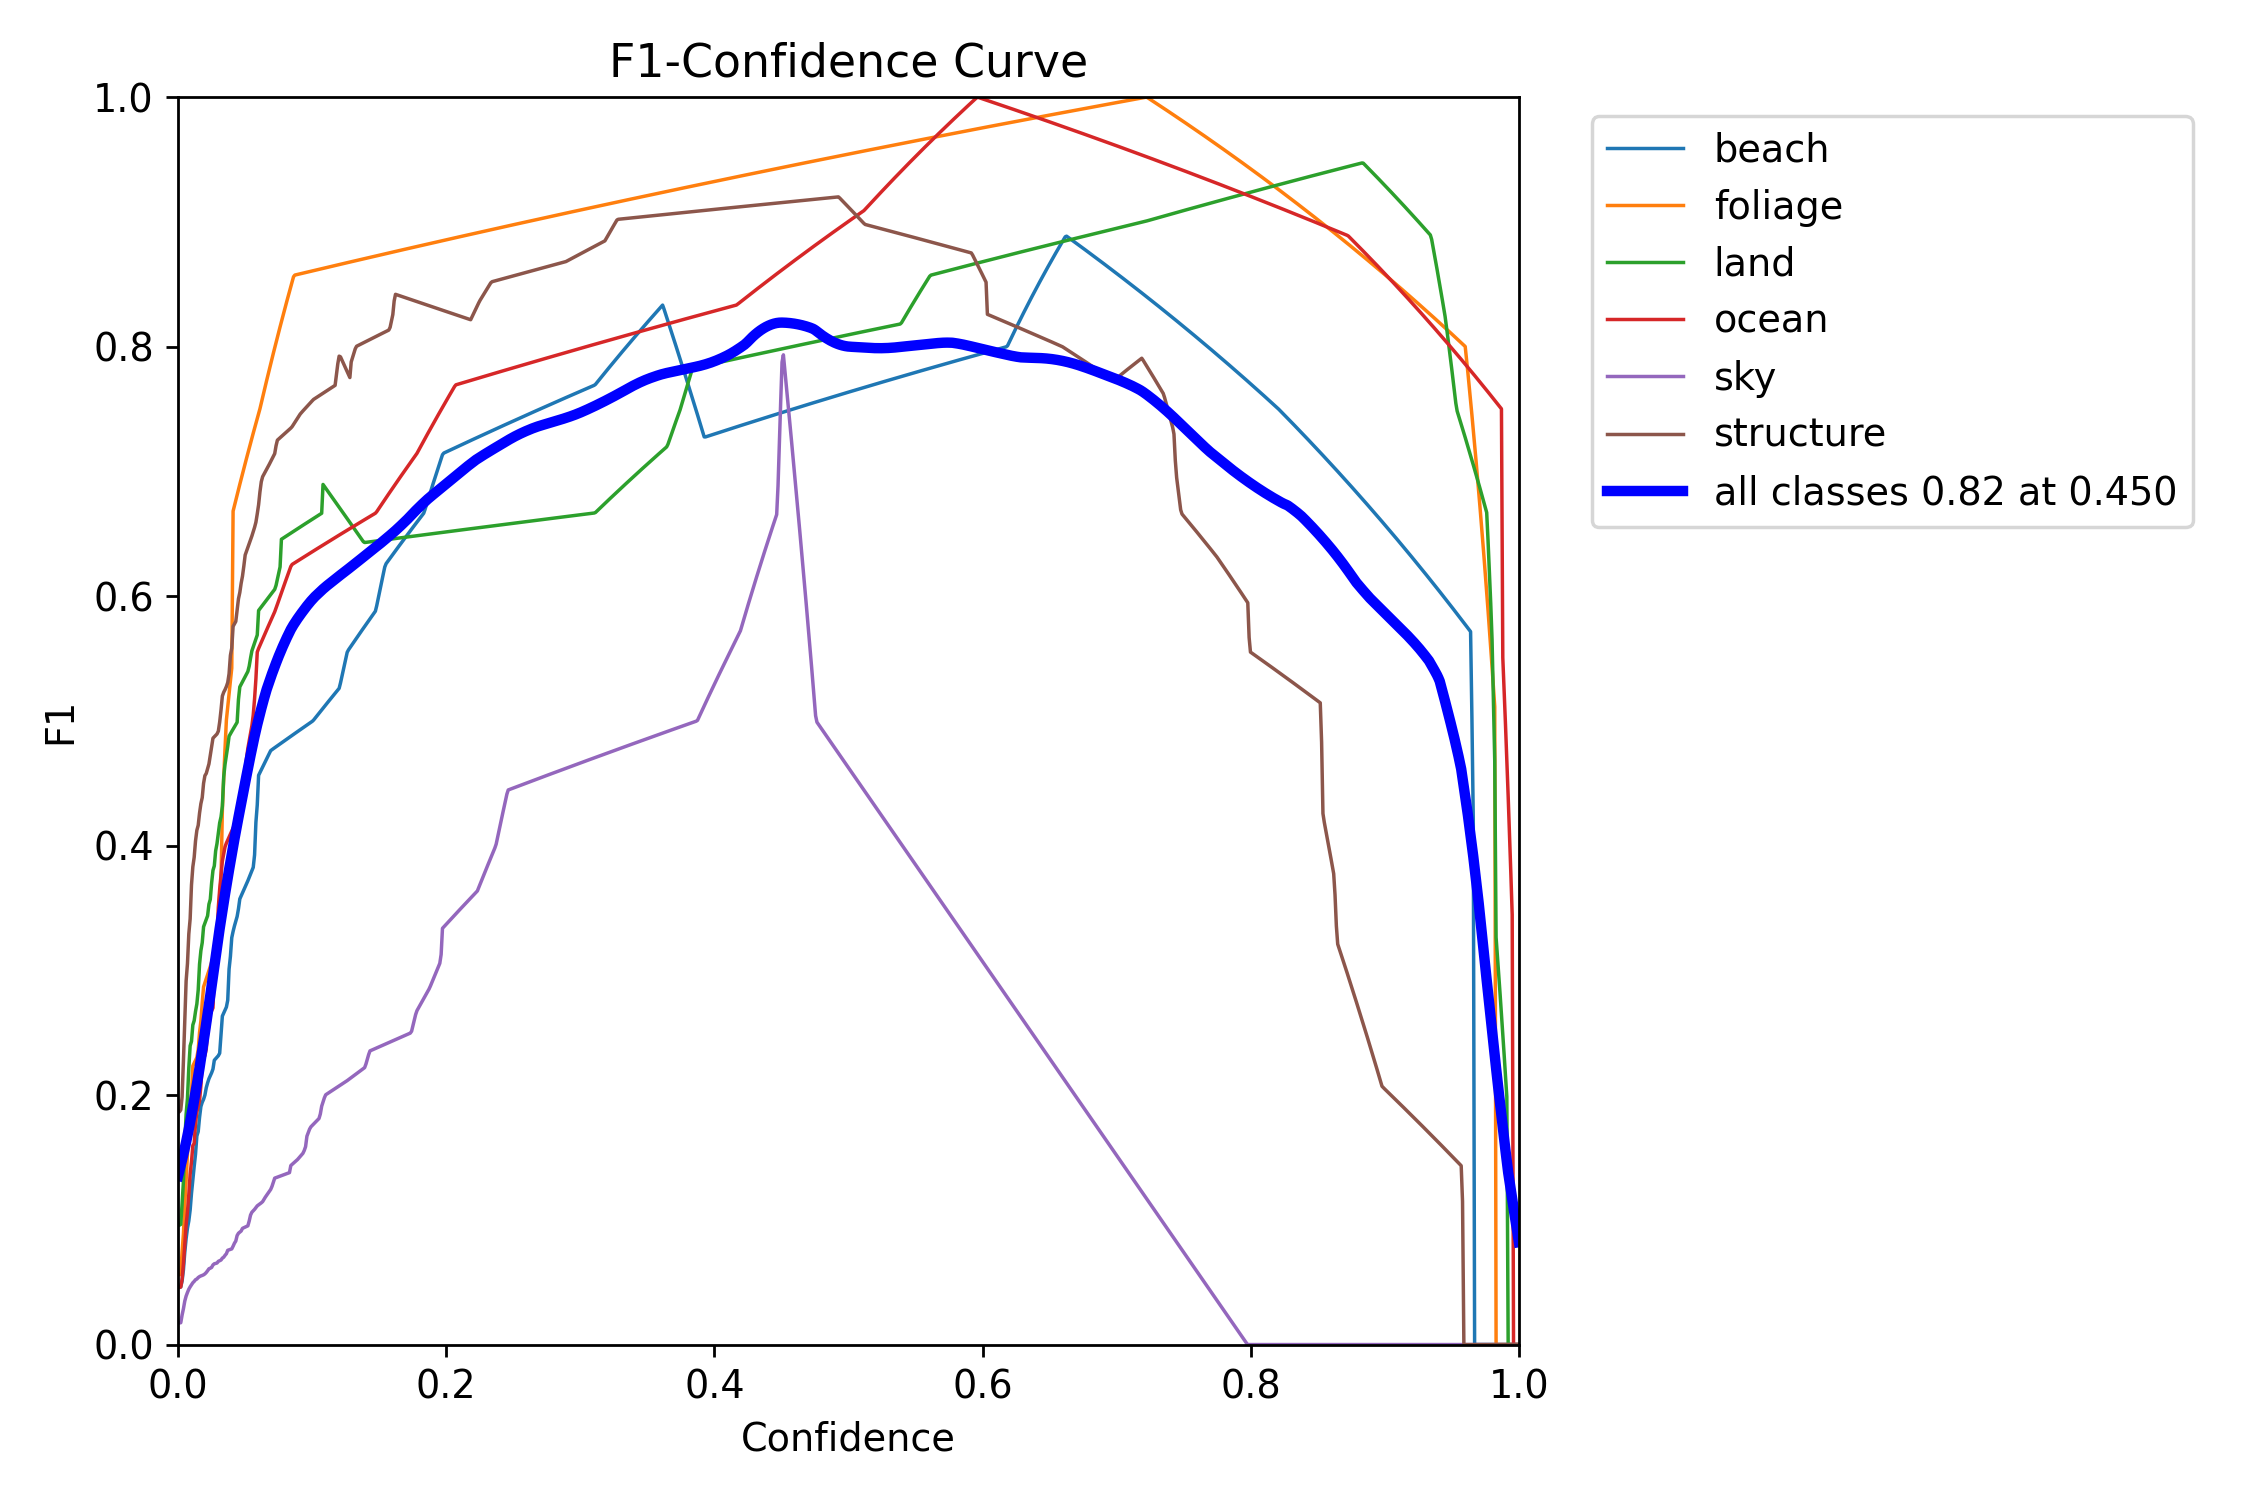 F1-Confidence Curve
1.0
0.8
0.6
0.4
0.2
0.0
F1
0.0 0.2 0.4 0.6 0.8 1.0
Confidence
beach
foliage
land
ocean
sky
structure
all classes 0.82 at 0.450